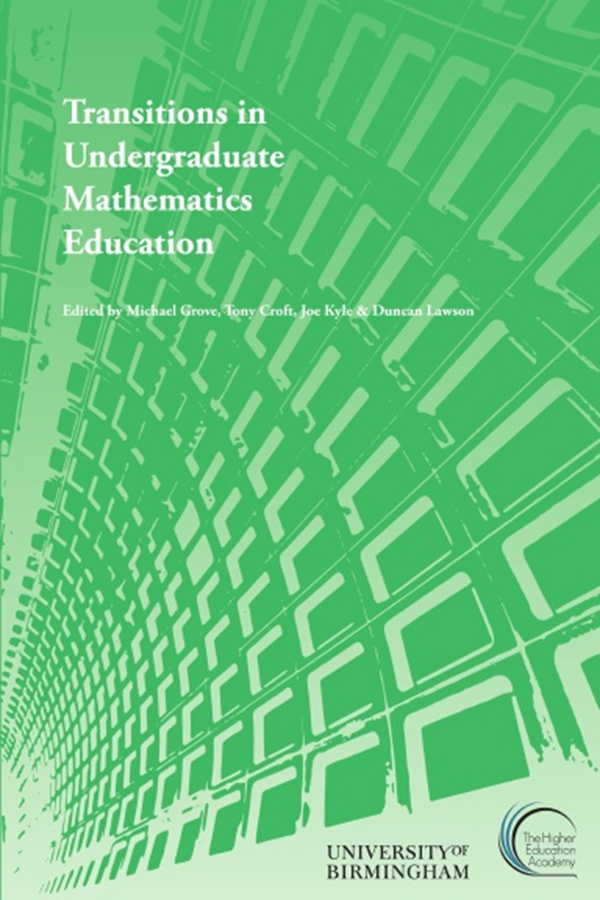 Transitions in
Undergraduate
Mathematics
Education
Edited by Michael Grove, Tony Croft, Joe Kyle & Duncan Lawson
UNIVERSITY OF
BIRMINGHAM
The Higher
Education
Academy